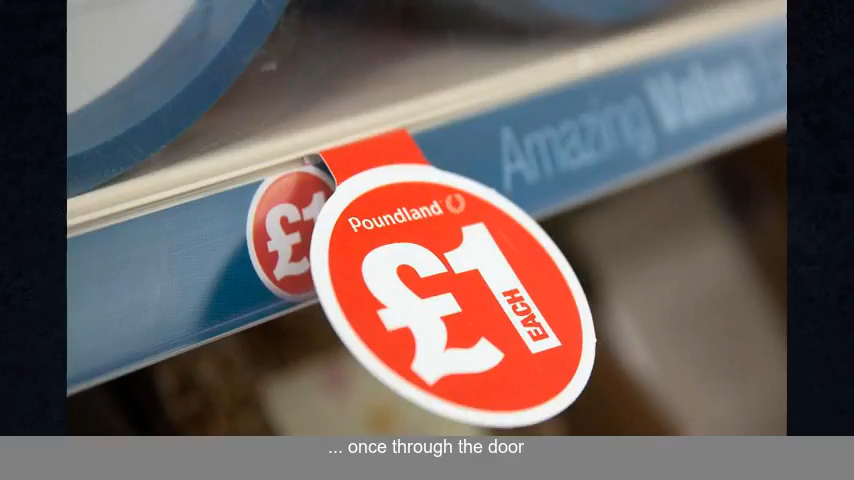 Amazing Value
£1
Poundland
£1
EACH
... once through the door